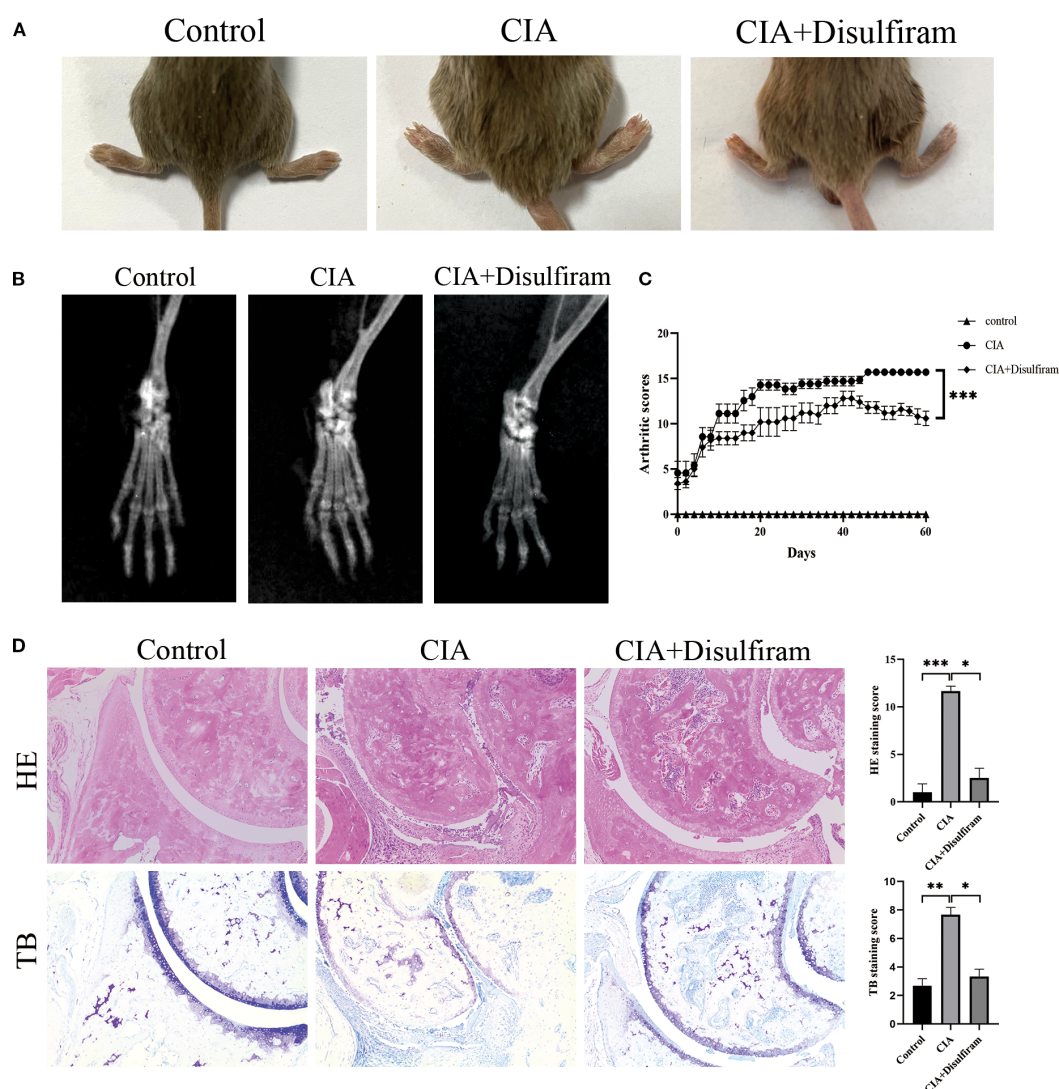 A
Control
CIA
CIA+Disulfiram
B
Control
CIA
CIA+Disulfiram
C
control
CIA
CIA+Disulfiram
20
15
10
5
0
Arthritic scores
0
20
40
60
Days
***
D
Control
CIA
CIA+Disulfiram
HE
TB
15
10
5
0
HE staining score
***
*
Control
CIA
CIA+Disulfiram
8
6
4
2
0
TB staining score
**
*
Control
CIA
CIA+Disulfiram